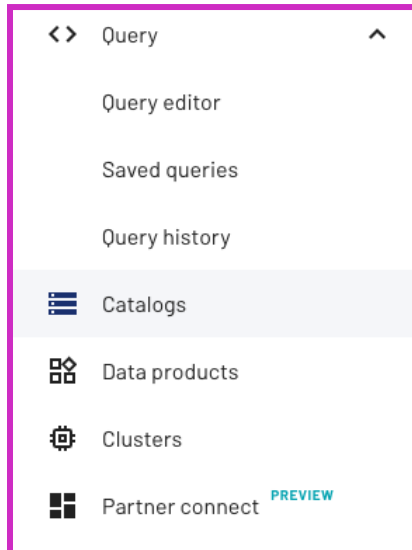 Query
Query editor
Saved queries
Query history
Catalogs
Data products
Clusters
Partner connect PREVIEW